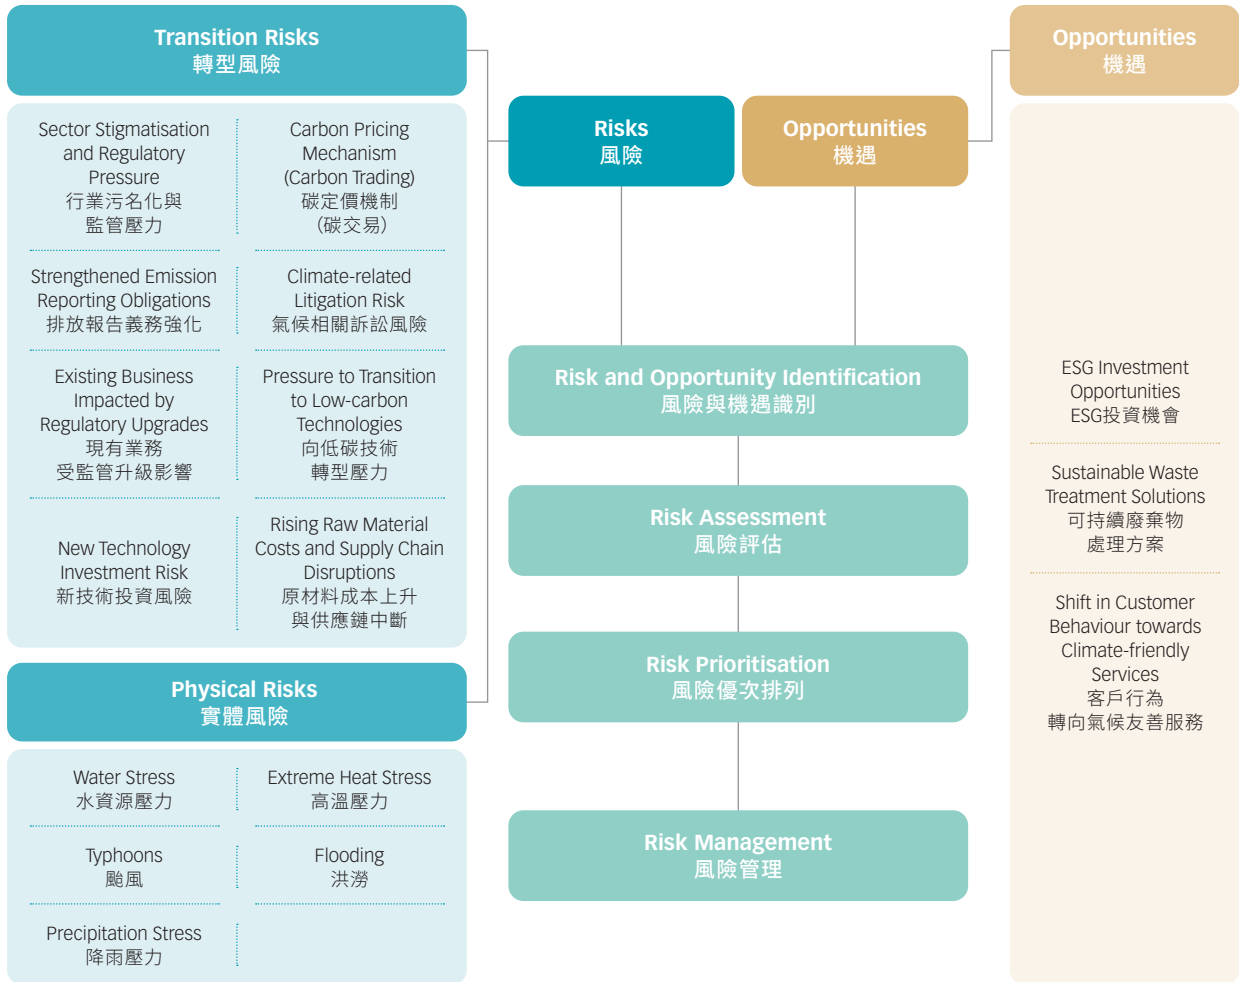 Transition Risks
轉型風險
Sector Stigmatisation
and Regulatory
Pressure
行業污名化與
監管壓力
Carbon Pricing
Mechanism
(Carbon Trading)
碳定價機制
（碳交易）
Strengthened Emission
Reporting Obligations
排放報告義務強化
Climate-related
Litigation Risk
氣候相關訴訟風險
Existing Business
Impacted by
Regulatory Upgrades
現有業務
受監管升級影響
Pressure to Transition
to Low-carbon
Technologies
向低碳技術
轉型壓力
New Technology
Investment Risk
新技術投資風險
Rising Raw Material
Costs and Supply Chain
Disruptions
原材料成本上升
與供應鏈中斷
Physical Risks
實體風險
Water Stress
水資源壓力
Extreme Heat Stress
高溫壓力
Typhoons
颱風
Flooding
洪澇
Precipitation Stress
降雨壓力
Risks
風險
Opportunities
機遇
Risk and Opportunity Identification
風險與機遇識別
Risk Assessment
風險評估
Risk Prioritisation
風險優次排列
Risk Management
風險管理
Opportunities
機遇
ESG Investment
Opportunities
ESG投資機會
Sustainable Waste
Treatment Solutions
可持續廢棄物
處理方案
Shift in Customer
Behaviour towards
Climate-friendly
Services
客戶行為
轉向氣候友善服務